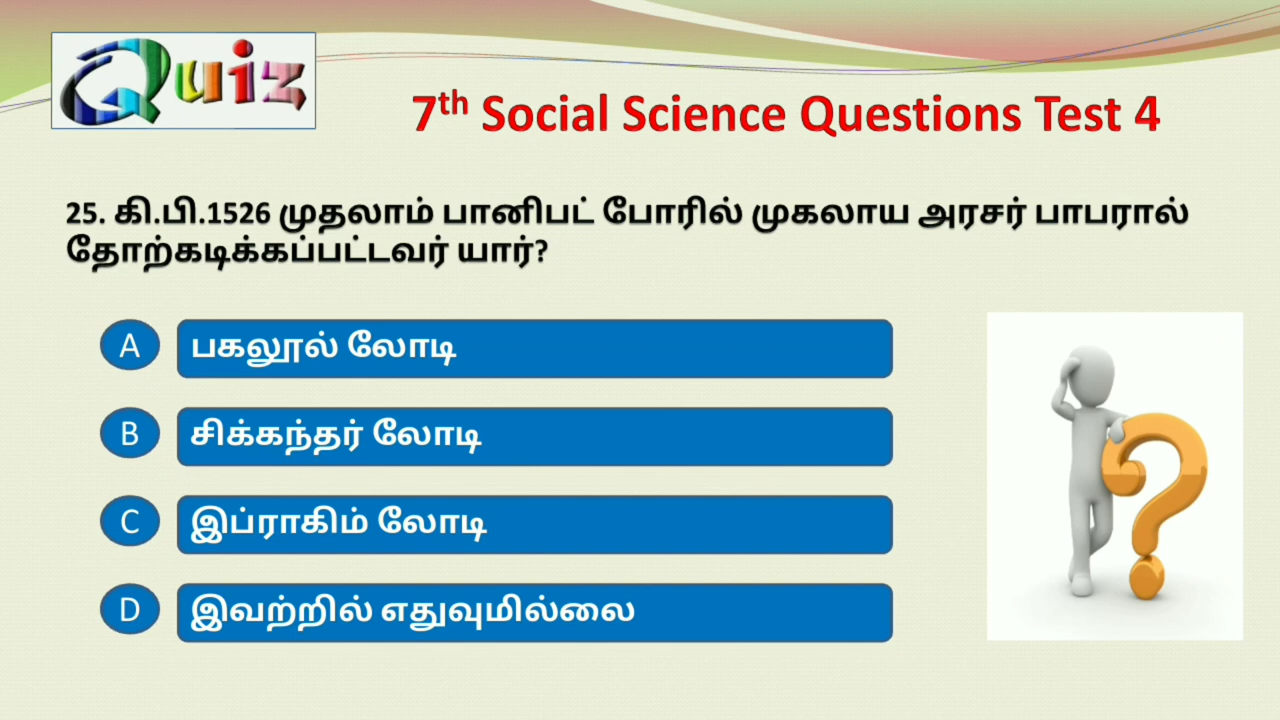 Quiz
7th Social Science Questions Test 4
25. கி.பி.1526 முதலாம் பானிபட் போரில் முகலாய அரசர் பாபரால்
தோற்கடிக்கப்பட்டவர் யார்?
A பகலூல் லோடி
B சிக்கந்தர் லோடி
C இப்ராகிம் லோடி
D இவற்றில் எதுவுமில்லை